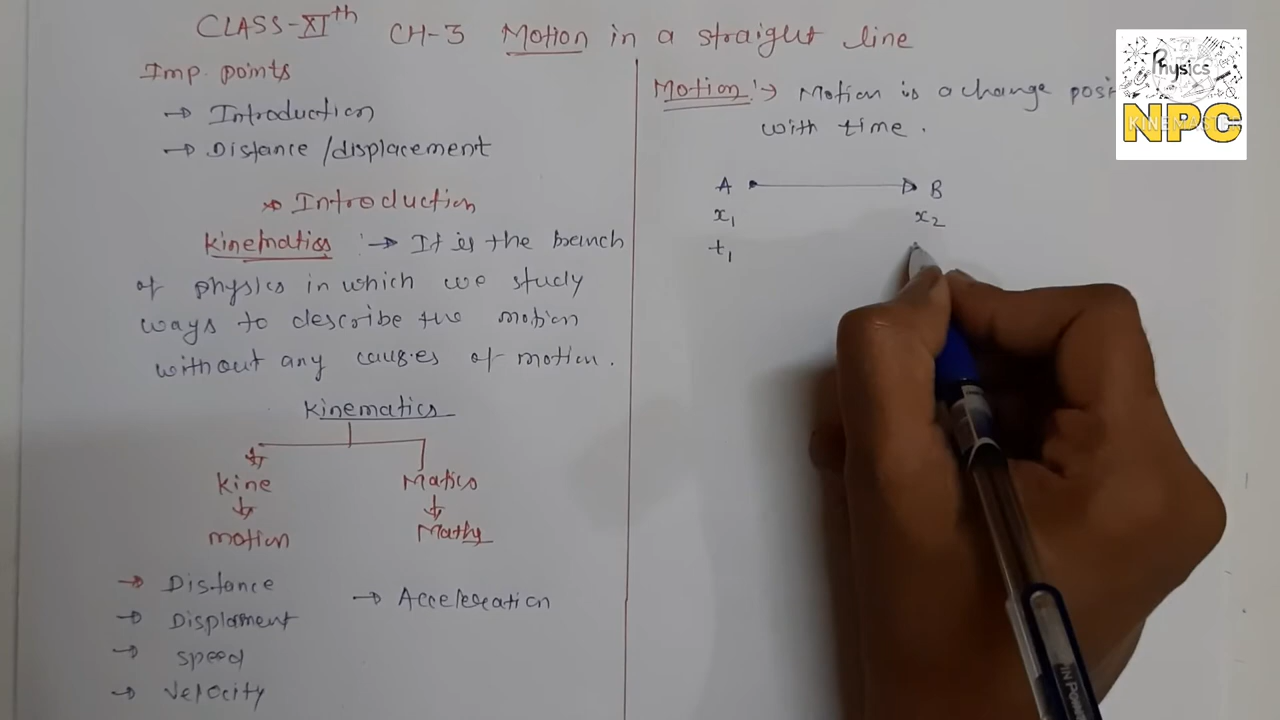 CLASS-XIth CH-3 Motion in a straight line
Imp. points
→ Introduction
→ Distance/displacement
Introduction
Kinematics :→ It is the branch
of physics in which we study
ways to describe the motion
without any causes of motion.
Kinematics
Kine Matics
motion Maths
→ Distance
→ Displament
→ speed
→ Velocity
→ Acceleration
Motion :→ Motion is a change posi
with time.
A B
x1 x2
t1
Physics
NPC
KINEMASTER